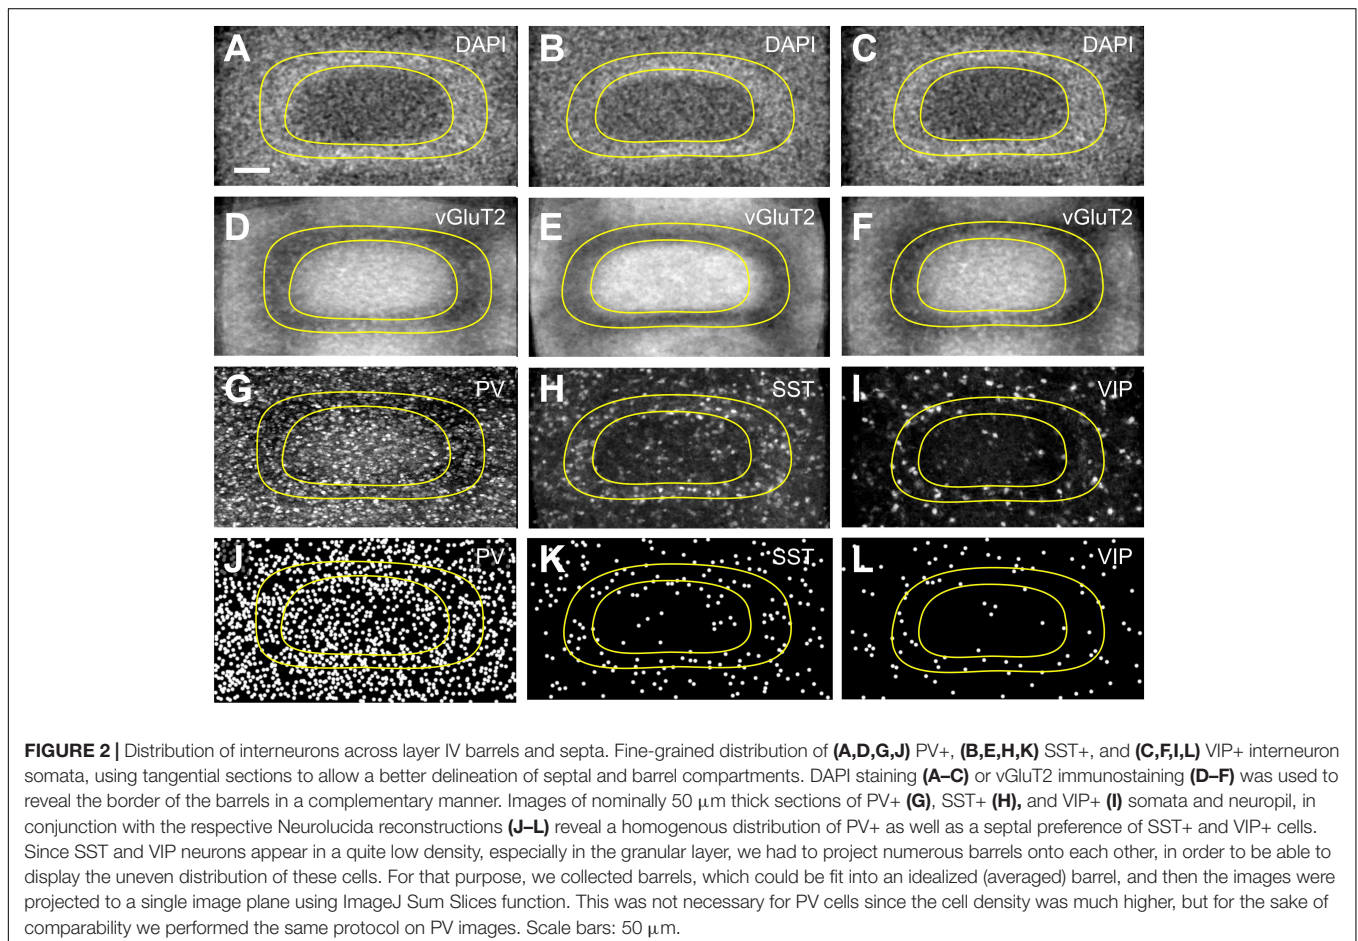 A DAPI B DAPI C DAPI
D vGluT2 E vGluT2 F vGluT2
G PV H SST I VIP
J PV K SST L VIP
FIGURE 2 | Distribution of interneurons across layer IV barrels and septa. Fine-grained distribution of (A,D,G,J) PV+, (B,E,H,K) SST+, and (C,F,I,L) VIP+ interneuron
somata, using tangential sections to allow a better delineation of septal and barrel compartments. DAPI staining (A–C) or vGluT2 immunostaining (D–F) was used to
reveal the border of the barrels in a complementary manner. Images of nominally 50 μm thick sections of PV+ (G), SST+ (H), and VIP+ (I) somata and neuropil, in
conjunction with the respective Neurolucida reconstructions (J–L) reveal a homogenous distribution of PV+ as well as a septal preference of SST+ and VIP+ cells.
Since SST and VIP neurons appear in a quite low density, especially in the granular layer, we had to project numerous barrels onto each other, in order to be able to
display the uneven distribution of these cells. For that purpose, we collected barrels, which could be fit into an idealized (averaged) barrel, and then the images were
projected to a single image plane using ImageJ Sum Slices function. This was not necessary for PV cells since the cell density was much higher, but for the sake of
comparability we performed the same protocol on PV images. Scale bars: 50 μm.